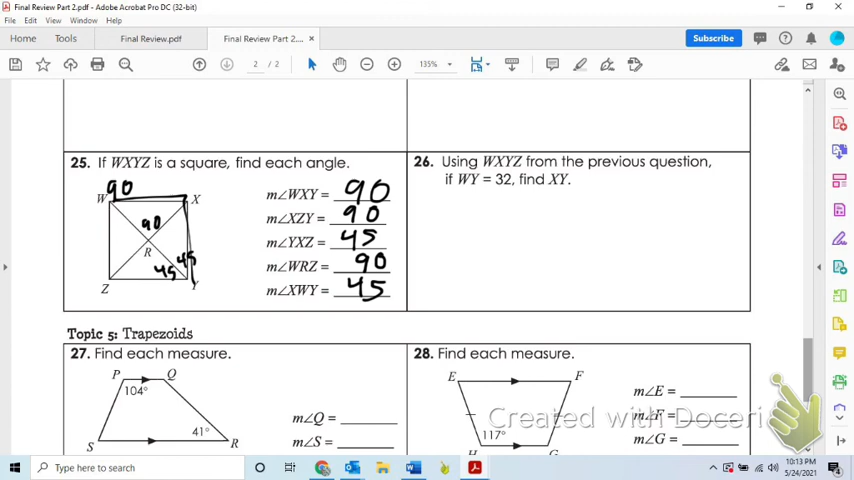 Final Review Part 2.pdf - Adobe Acrobat Pro DC (32-bit)
File Edit View Window Help
Home Tools Final Review.pdf Final Review Part 2.... × Subscribe
2 / 2 135%
25. If WXYZ is a square, find each angle.
W 90 X
90
R
45 45
Z Y
m∠WXY = 90
m∠XZY = 90
m∠YXZ = 45
m∠WRZ = 90
m∠XWY = 45
26. Using WXYZ from the previous question,
if WY = 32, find XY.
Topic 5: Trapezoids
27. Find each measure.
P Q
104°
41°
S R
m∠Q =
m∠S =
28. Find each measure.
E F
117°
H G
m∠E =
m∠F =
m∠G =
Created with Doceri
Type here to search
10:13 PM
5/24/2021
4